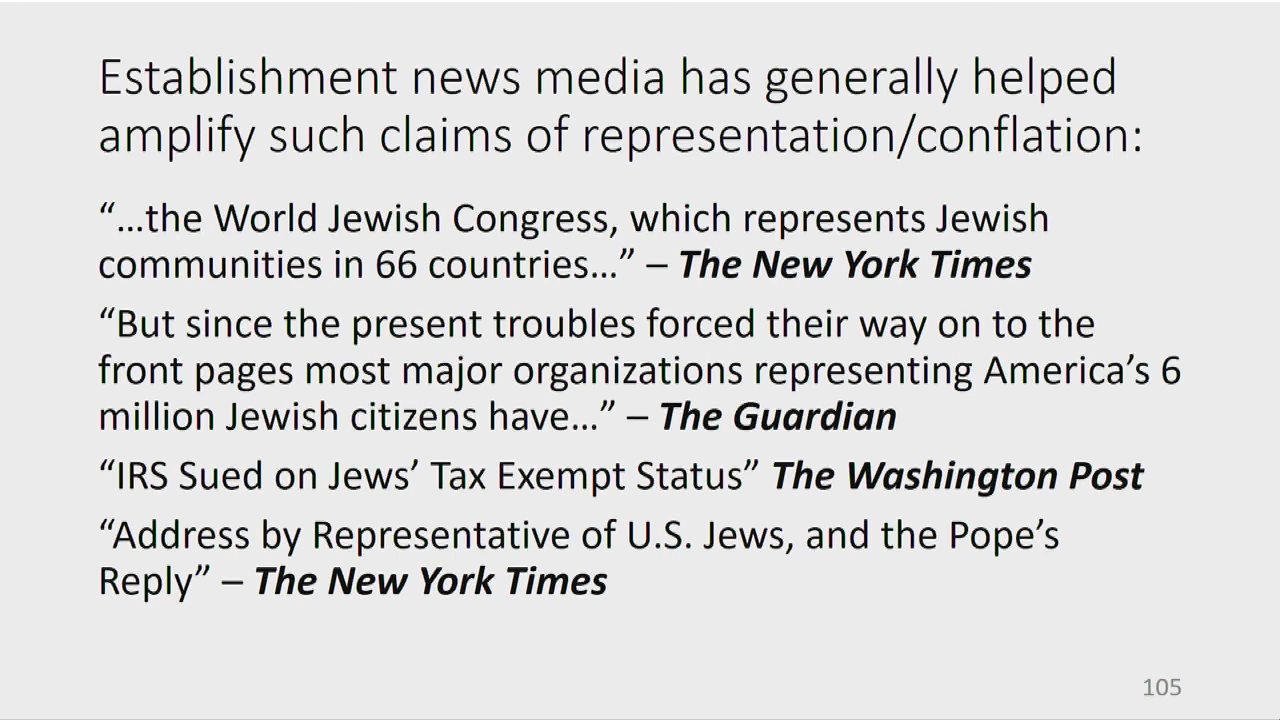 Establishment news media has generally helped
amplify such claims of representation/conflation:
“…the World Jewish Congress, which represents Jewish
communities in 66 countries…” – The New York Times
“But since the present troubles forced their way on to the
front pages most major organizations representing America’s 6
million Jewish citizens have…” – The Guardian
“IRS Sued on Jews’ Tax Exempt Status” The Washington Post
“Address by Representative of U.S. Jews, and the Pope’s
Reply” – The New York Times
105